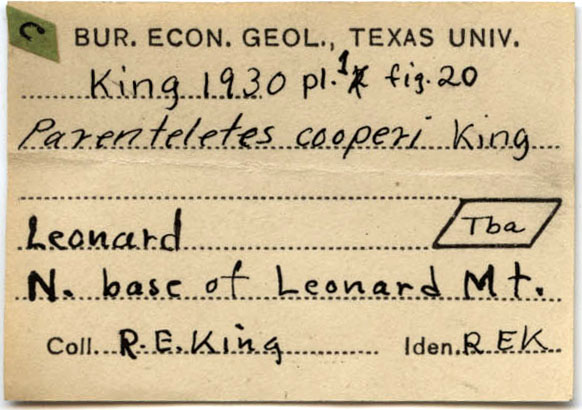 C
BUR. ECON. GEOL., TEXAS UNIV.
King 1930 pl. 1 fig. 20
Parenteletes cooperi King
Leonard
Tba
N. base of Leonard Mt.
Coll. R. E. King Iden. REK